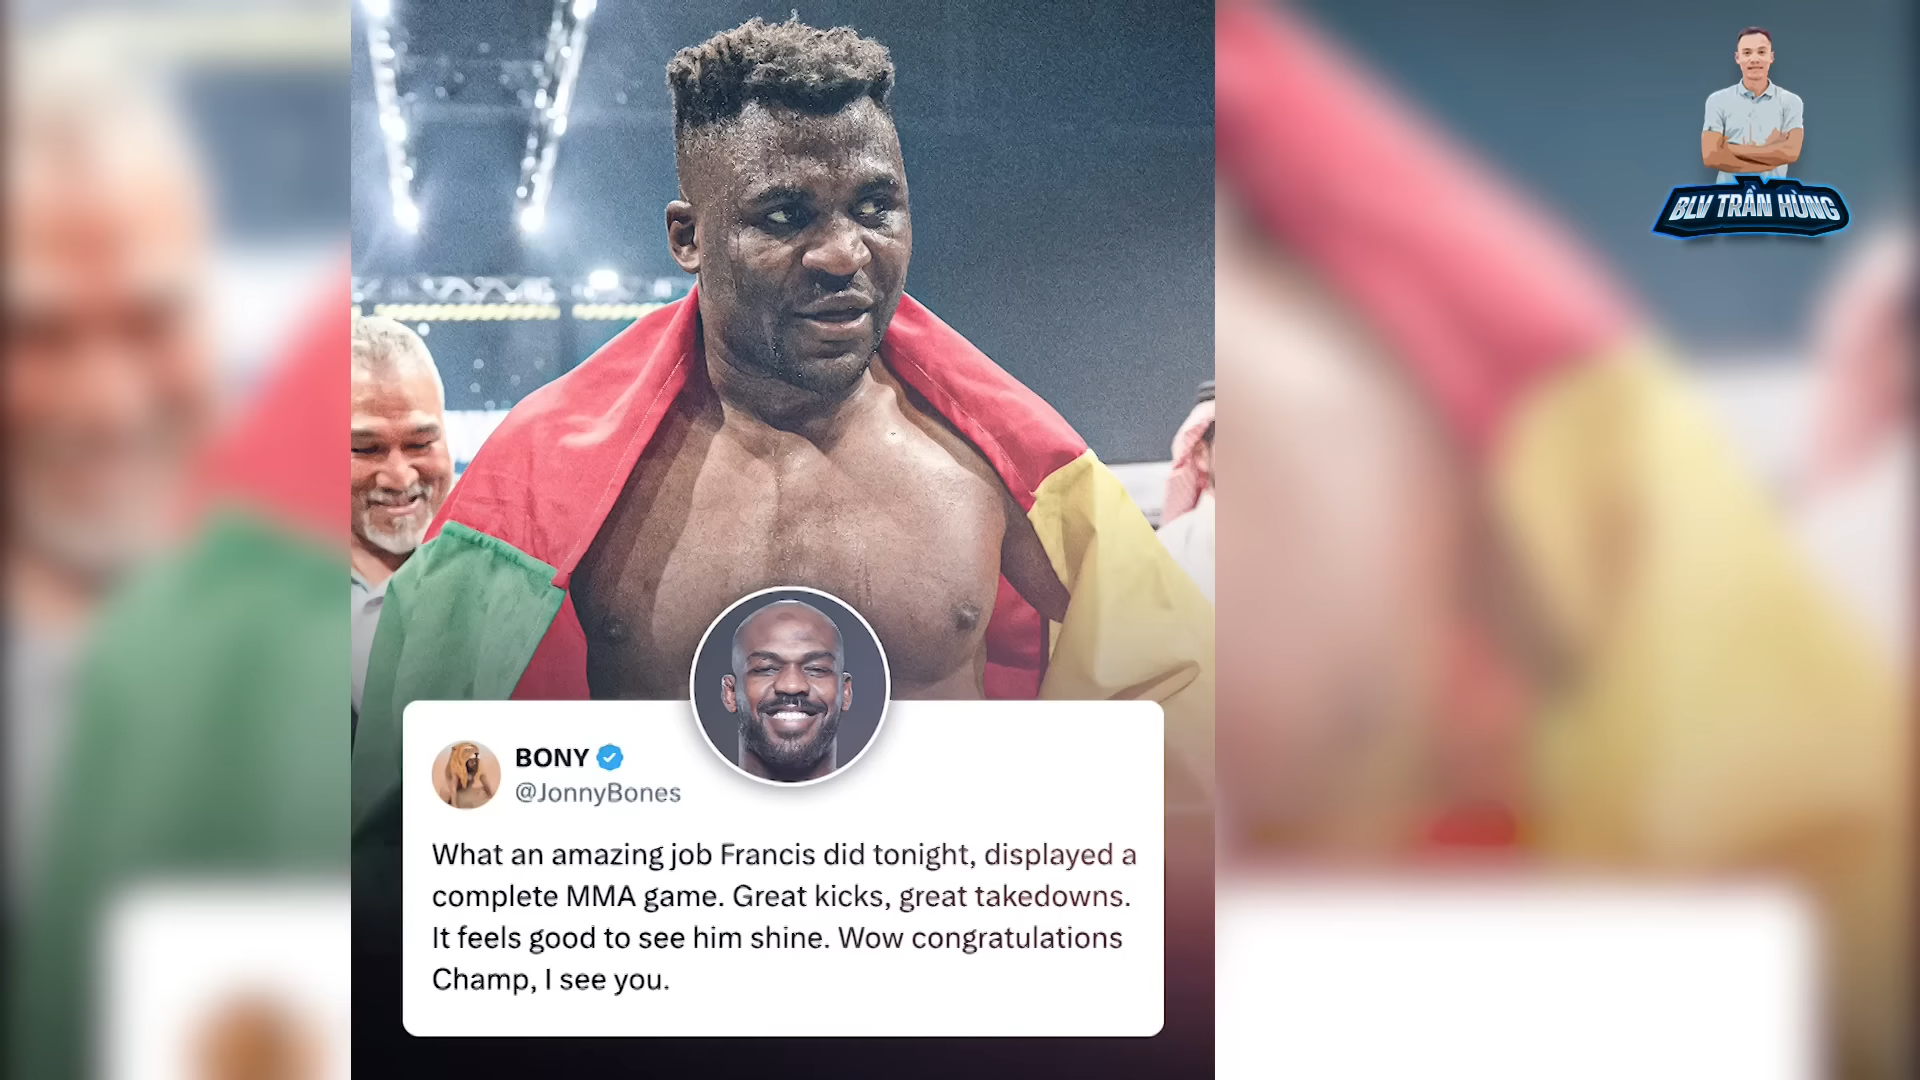 BLV TRẦN HÙNG
BONY
@JonnyBones
What an amazing job Francis did tonight, displayed a
complete MMA game. Great kicks, great takedowns.
It feels good to see him shine. Wow congratulations
Champ, I see you.